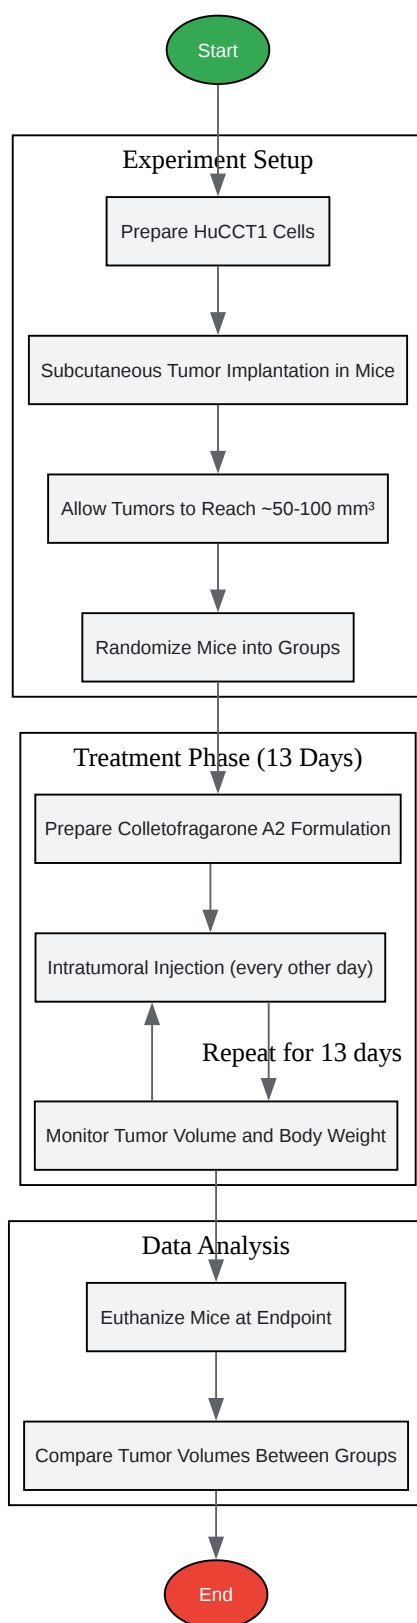 Start
Experiment Setup
Prepare HuCCT1 Cells
Subcutaneous Tumor Implantation in Mice
Allow Tumors to Reach ~50-100 mm³
Randomize Mice into Groups
Treatment Phase (13 Days)
Prepare Colletofragarone A2 Formulation
Intratumoral Injection (every other day)
Repeat for 13 days
Monitor Tumor Volume and Body Weight
Data Analysis
Euthanize Mice at Endpoint
Compare Tumor Volumes Between Groups
End